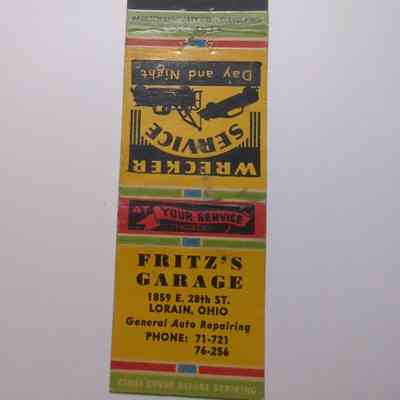 Day and Night
SERVICE
WRECKER
AT YOUR SERVICE
FRITZ'S
GARAGE
1859 E. 28th ST.
LORAIN, OHIO
General Auto Repairing
PHONE: 71-721
76-256
CLOSE COVER BEFORE STRIKING